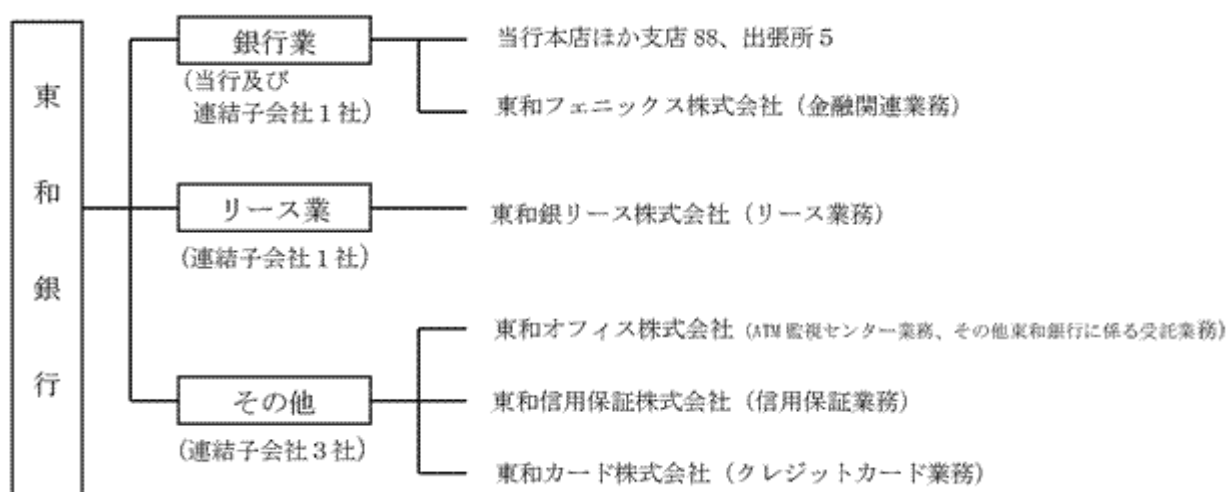 東和銀行
銀行業
(当行及び
連結子会社1社)
当行本店ほか支店88、出張所5
東和フェニックス株式会社(金融関連業務)
リース業
(連結子会社1社)
東和銀リース株式会社(リース業務)
その他
(連結子会社3社)
東和オフィス株式会社(ATM監視センター業務、その他東和銀行に係る受託業務)
東和信用保証株式会社(信用保証業務)
東和カード株式会社(クレジットカード業務)